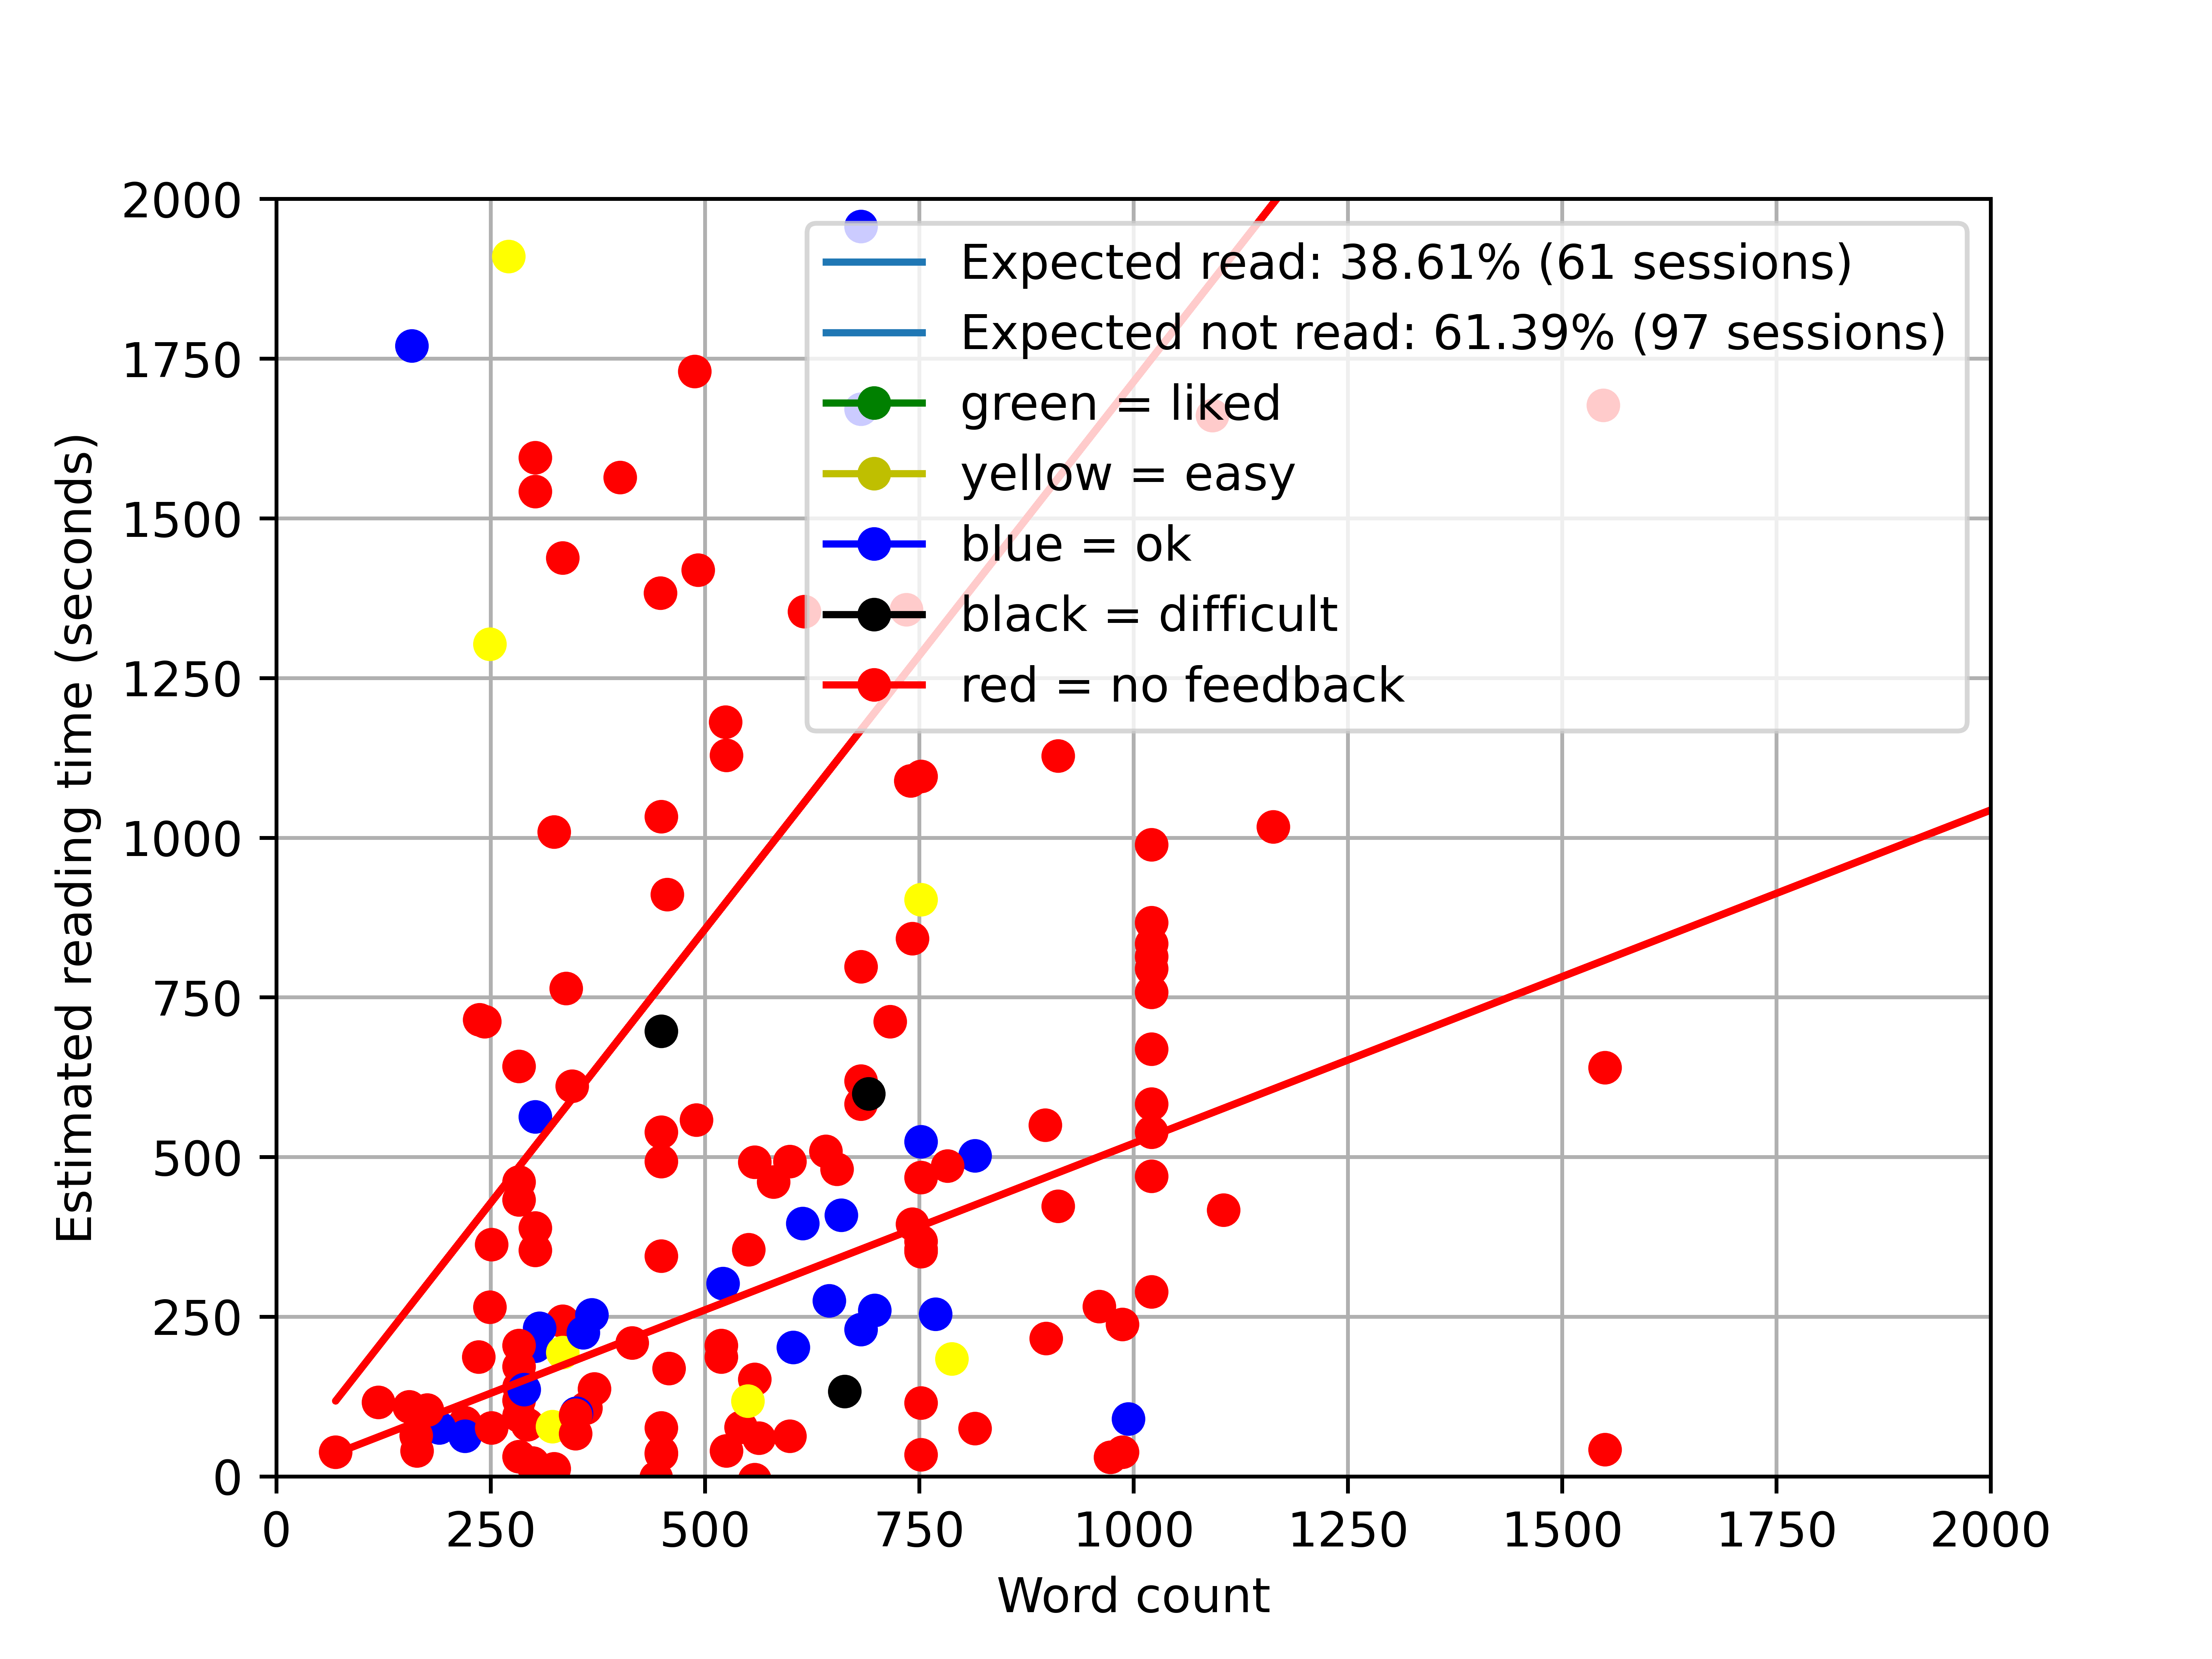 2000
1750
1500
1250
1000
750
500
250
0
Estimated reading time (seconds)
Expected read: 38.61% (61 sessions)
Expected not read: 61.39% (97 sessions)
green = liked
yellow = easy
blue = ok
black = difficult
red = no feedback
0 250 500 750 1000 1250 1500 1750 2000
Word count